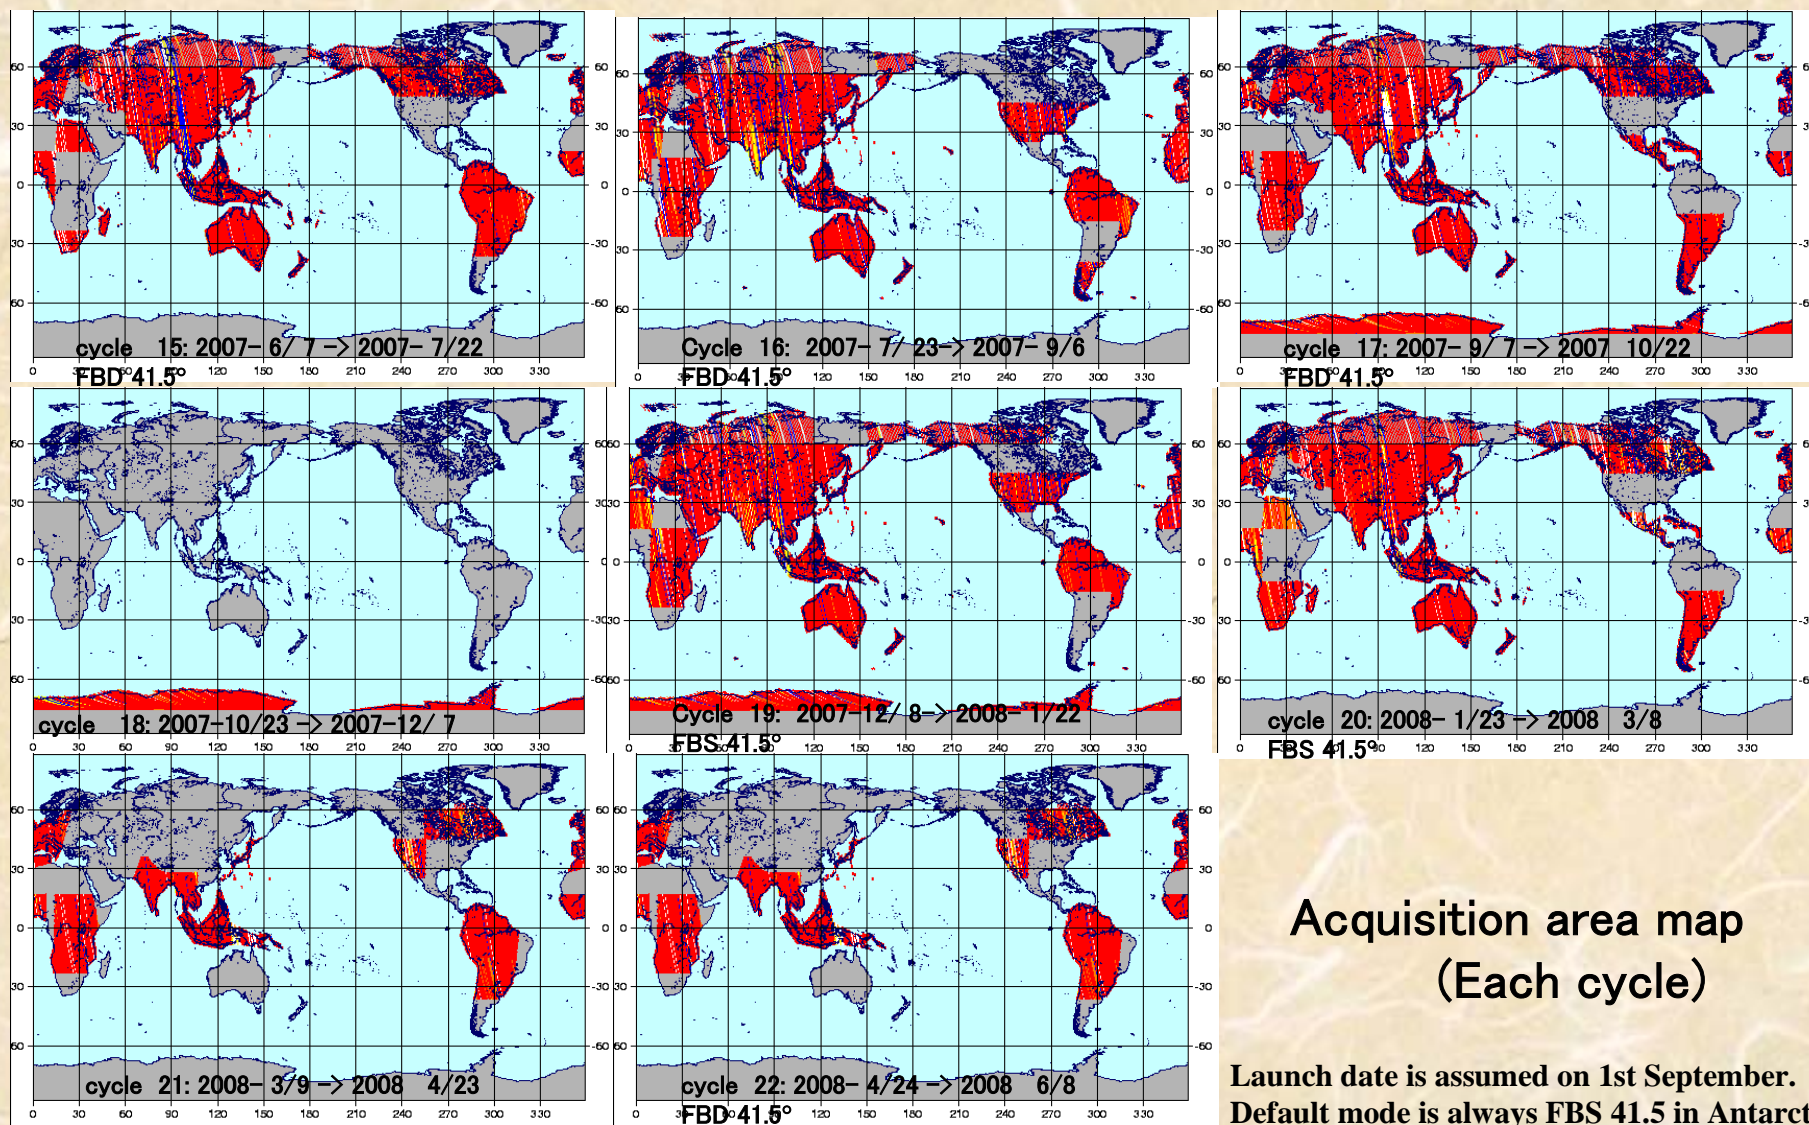 cycle 15: 2007- 6/ 7 -> 2007- 7/22
FBD 41.5°
Cycle 16: 2007- 7/ 23-> 2007- 9/6
FBD 41.5°
cycle 17: 2007- 9/ 7 -> 2007 10/22
FBD 41.5°
cycle 18: 2007-10/23 -> 2007-12/ 7
Cycle 19: 2007-12/ 8-> 2008- 1/22
FBS 41.5°
cycle 20: 2008- 1/23 -> 2008 3/8
FBS 41.5°
cycle 21: 2008- 3/9 -> 2008 4/23
cycle 22: 2008- 4/24 -> 2008 6/8
FBD 41.5°
Acquisition area map
(Each cycle)
Launch date is assumed on 1st September.
Default mode is always FBS 41.5 in Antarct